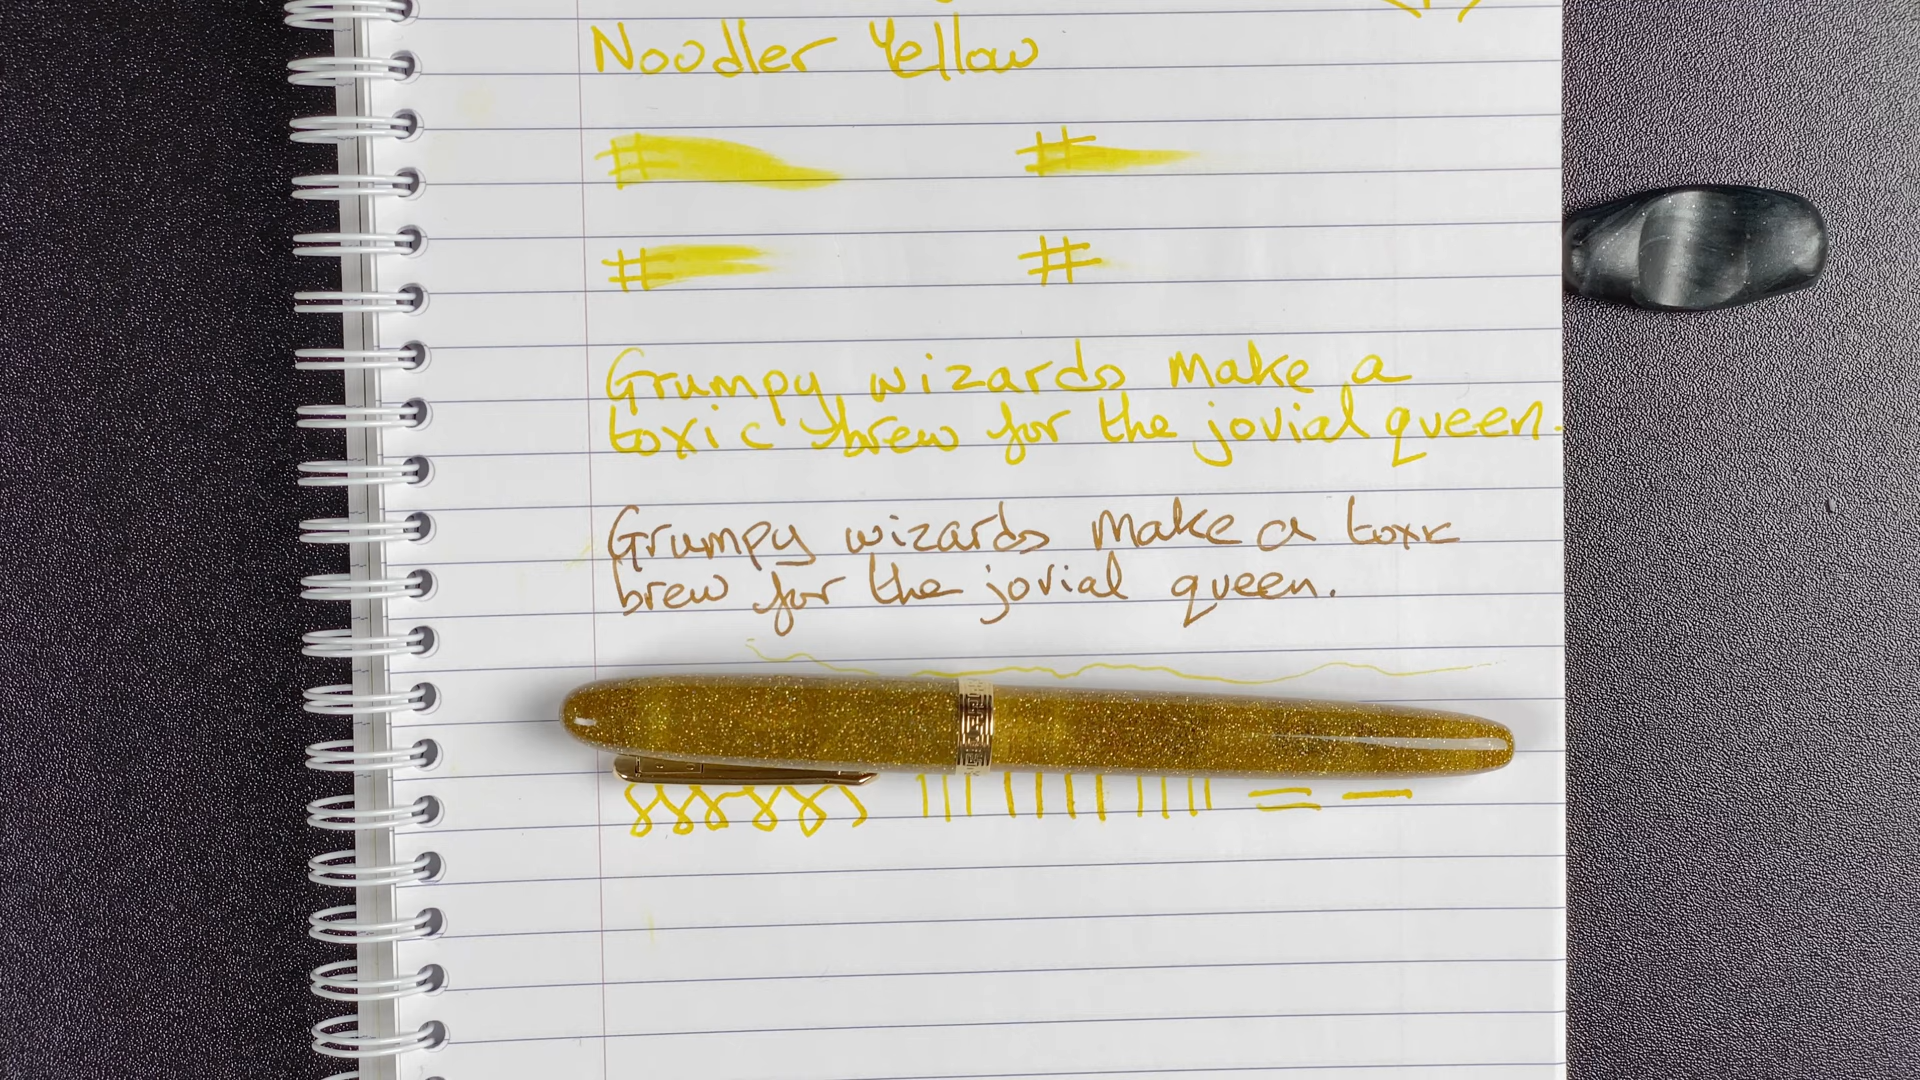 Noodler Yellow
# #
# #
Grumpy wizards make a
toxic brew for the jovial queen.
Grumpy wizards make a toxic
brew for the jovial queen.